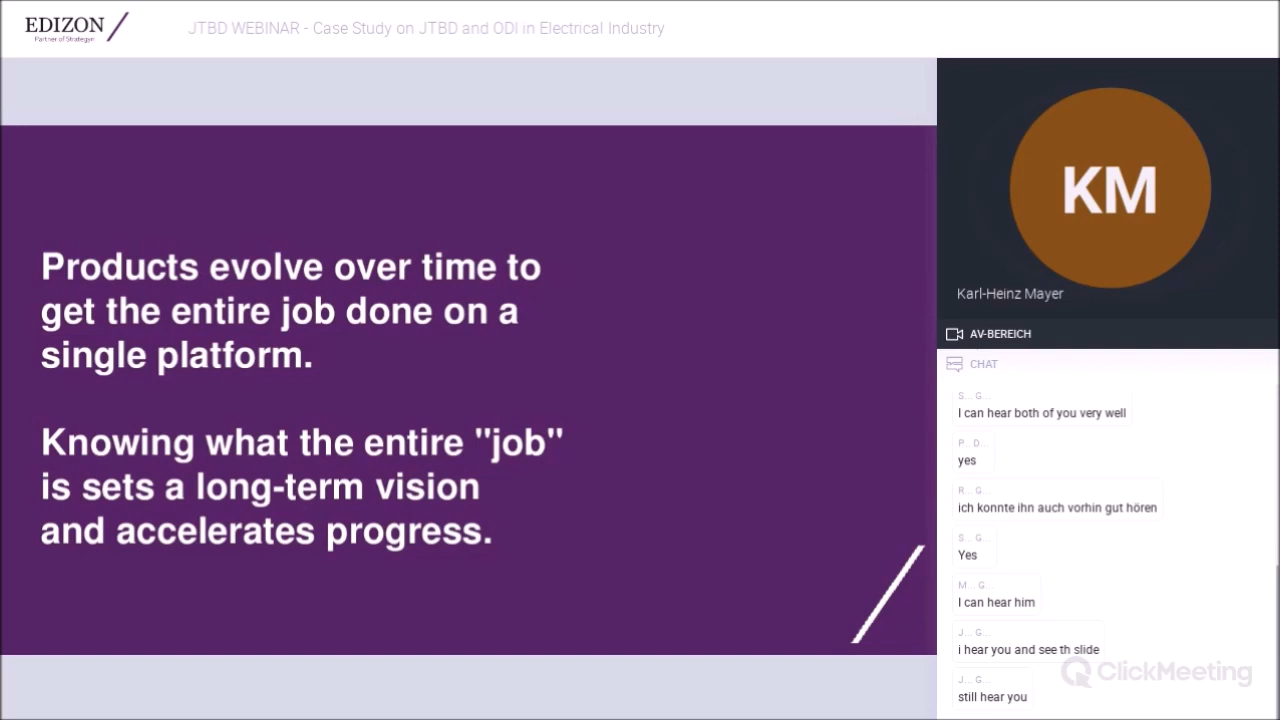 EDIZON
Partner of Strategyn
JTBD WEBINAR - Case Study on JTBD and ODI in Electrical Industry
Products evolve over time to
get the entire job done on a
single platform.
Knowing what the entire "job"
is sets a long-term vision
and accelerates progress.
KM
Karl-Heinz Mayer
AV-BEREICH
CHAT
S... G...
I can hear both of you very well
P... D...
yes
R... G...
ich konnte ihn auch vorhin gut hören
S... G...
Yes
M... G...
I can hear him
J... G...
i hear you and see th slide
J... G...
still hear you
ClickMeeting